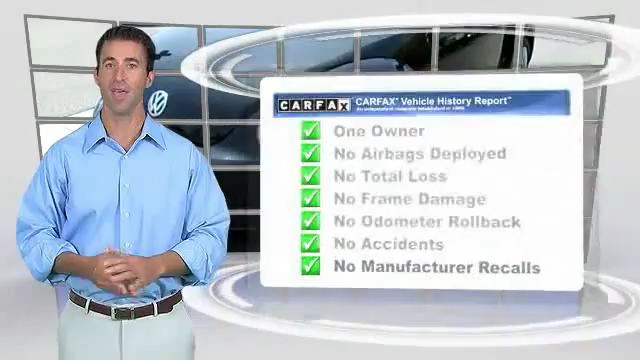 CARFAX CARFAX Vehicle History Report™
One Owner
No Airbags Deployed
No Total Loss
No Frame Damage
No Odometer Rollback
No Accidents
No Manufacturer Recalls